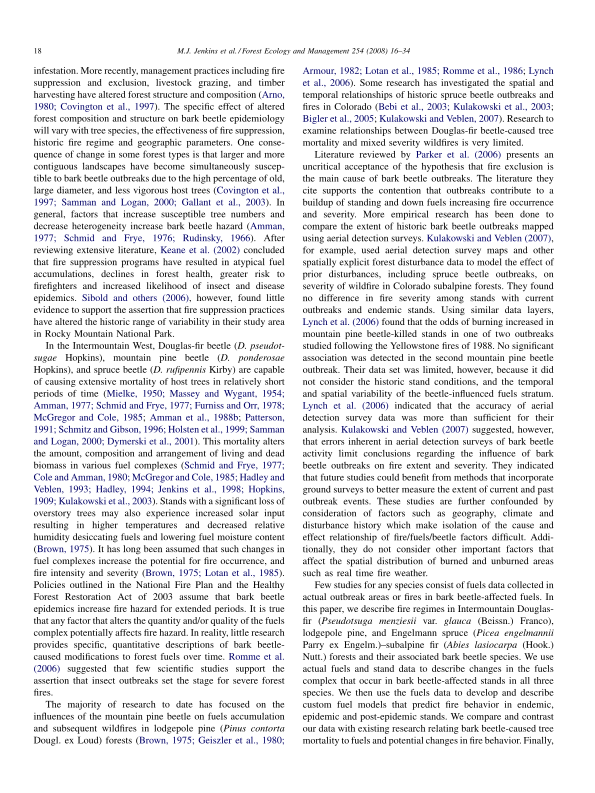 18
M.J. Jenkins et al. / Forest Ecology and Management 254 (2008) 16–34
infestation. More recently, management practices including fire
suppression and exclusion, livestock grazing, and timber
harvesting have altered forest structure and composition (Arno,
1980; Covington et al., 1997). The specific effect of altered
forest composition and structure on bark beetle epidemiology
will vary with tree species, the effectiveness of fire suppression,
historic fire regime and geographic parameters. One conse-
quence of change in some forest types is that larger and more
contiguous landscapes have become simultaneously suscep-
tible to bark beetle outbreaks due to the high percentage of old,
large diameter, and less vigorous host trees (Covington et al.,
1997; Samman and Logan, 2000; Gallant et al., 2003). In
general, factors that increase susceptible tree numbers and
decrease heterogeneity increase bark beetle hazard (Amman,
1977; Schmid and Frye, 1976; Rudinsky, 1966). After
reviewing extensive literature, Keane et al. (2002) concluded
that fire suppression programs have resulted in atypical fuel
accumulations, declines in forest health, greater risk to
firefighters and increased likelihood of insect and disease
epidemics. Sibold and others (2006), however, found little
evidence to support the assertion that fire suppression practices
have altered the historic range of variability in their study area
in Rocky Mountain National Park.
In the Intermountain West, Douglas-fir beetle (D. pseudot-
sugae Hopkins), mountain pine beetle (D. ponderosae
Hopkins), and spruce beetle (D. rufipennis Kirby) are capable
of causing extensive mortality of host trees in relatively short
periods of time (Mielke, 1950; Massey and Wygant, 1954;
Amman, 1977; Schmid and Frye, 1977; Furniss and Orr, 1978;
McGregor and Cole, 1985; Amman et al., 1988b; Patterson,
1991; Schmitz and Gibson, 1996; Holsten et al., 1999; Samman
and Logan, 2000; Dymerski et al., 2001). This mortality alters
the amount, composition and arrangement of living and dead
biomass in various fuel complexes (Schmid and Frye, 1977;
Cole and Amman, 1980; McGregor and Cole, 1985; Hadley and
Veblen, 1993; Hadley, 1994; Jenkins et al., 1998; Hopkins,
1909; Kulakowski et al., 2003). Stands with a significant loss of
overstory trees may also experience increased solar input
resulting in higher temperatures and decreased relative
humidity desiccating fuels and lowering fuel moisture content
(Brown, 1975). It has long been assumed that such changes in
fuel complexes increase the potential for fire occurrence, and
fire intensity and severity (Brown, 1975; Lotan et al., 1985).
Policies outlined in the National Fire Plan and the Healthy
Forest Restoration Act of 2003 assume that bark beetle
epidemics increase fire hazard for extended periods. It is true
that any factor that alters the quantity and/or quality of the fuels
complex potentially affects fire hazard. In reality, little research
provides specific, quantitative descriptions of bark beetle-
caused modifications to forest fuels over time. Romme et al.
(2006) suggested that few scientific studies support the
assertion that insect outbreaks set the stage for severe forest
fires.
The majority of research to date has focused on the
influences of the mountain pine beetle on fuels accumulation
and subsequent wildfires in lodgepole pine (Pinus contorta
Dougl. ex Loud) forests (Brown, 1975; Geiszler et al., 1980;
Armour, 1982; Lotan et al., 1985; Romme et al., 1986; Lynch
et al., 2006). Some research has investigated the spatial and
temporal relationships of historic spruce beetle outbreaks and
fires in Colorado (Bebi et al., 2003; Kulakowski et al., 2003;
Bigler et al., 2005; Kulakowski and Veblen, 2007). Research to
examine relationships between Douglas-fir beetle-caused tree
mortality and mixed severity wildfires is very limited.
Literature reviewed by Parker et al. (2006) presents an
uncritical acceptance of the hypothesis that fire exclusion is
the main cause of bark beetle outbreaks. The literature they
cite supports the contention that outbreaks contribute to a
buildup of standing and down fuels increasing fire occurrence
and severity. More empirical research has been done to
compare the extent of historic bark beetle outbreaks mapped
using aerial detection surveys. Kulakowski and Veblen (2007),
for example, used aerial detection survey maps and other
spatially explicit forest disturbance data to model the effect of
prior disturbances, including spruce beetle outbreaks, on
severity of wildfire in Colorado subalpine forests. They found
no difference in fire severity among stands with current
outbreaks and endemic stands. Using similar data layers,
Lynch et al. (2006) found that the odds of burning increased in
mountain pine beetle-killed stands in one of two outbreaks
studied following the Yellowstone fires of 1988. No significant
association was detected in the second mountain pine beetle
outbreak. Their data set was limited, however, because it did
not consider the historic stand conditions, and the temporal
and spatial variability of the beetle-influenced fuels stratum.
Lynch et al. (2006) indicated that the accuracy of aerial
detection survey data was more than sufficient for their
analysis. Kulakowski and Veblen (2007) suggested, however,
that errors inherent in aerial detection surveys of bark beetle
activity limit conclusions regarding the influence of bark
beetle outbreaks on fire extent and severity. They indicated
that future studies could benefit from methods that incorporate
ground surveys to better measure the extent of current and past
outbreak events. These studies are further confounded by
consideration of factors such as geography, climate and
disturbance history which make isolation of the cause and
effect relationship of fire/fuels/beetle factors difficult. Addi-
tionally, they do not consider other important factors that
affect the spatial distribution of burned and unburned areas
such as real time fire weather.
Few studies for any species consist of fuels data collected in
actual outbreak areas or fires in bark beetle-affected fuels. In
this paper, we describe fire regimes in Intermountain Douglas-
fir (Pseudotsuga menziesii var. glauca (Beissn.) Franco),
lodgepole pine, and Engelmann spruce (Picea engelmannii
Parry ex Engelm.)–subalpine fir (Abies lasiocarpa (Hook.)
Nutt.) forests and their associated bark beetle species. We use
actual fuels and stand data to describe changes in the fuels
complex that occur in bark beetle-affected stands in all three
species. We then use the fuels data to develop and describe
custom fuel models that predict fire behavior in endemic,
epidemic and post-epidemic stands. We compare and contrast
our data with existing research relating bark beetle-caused tree
mortality to fuels and potential changes in fire behavior. Finally,